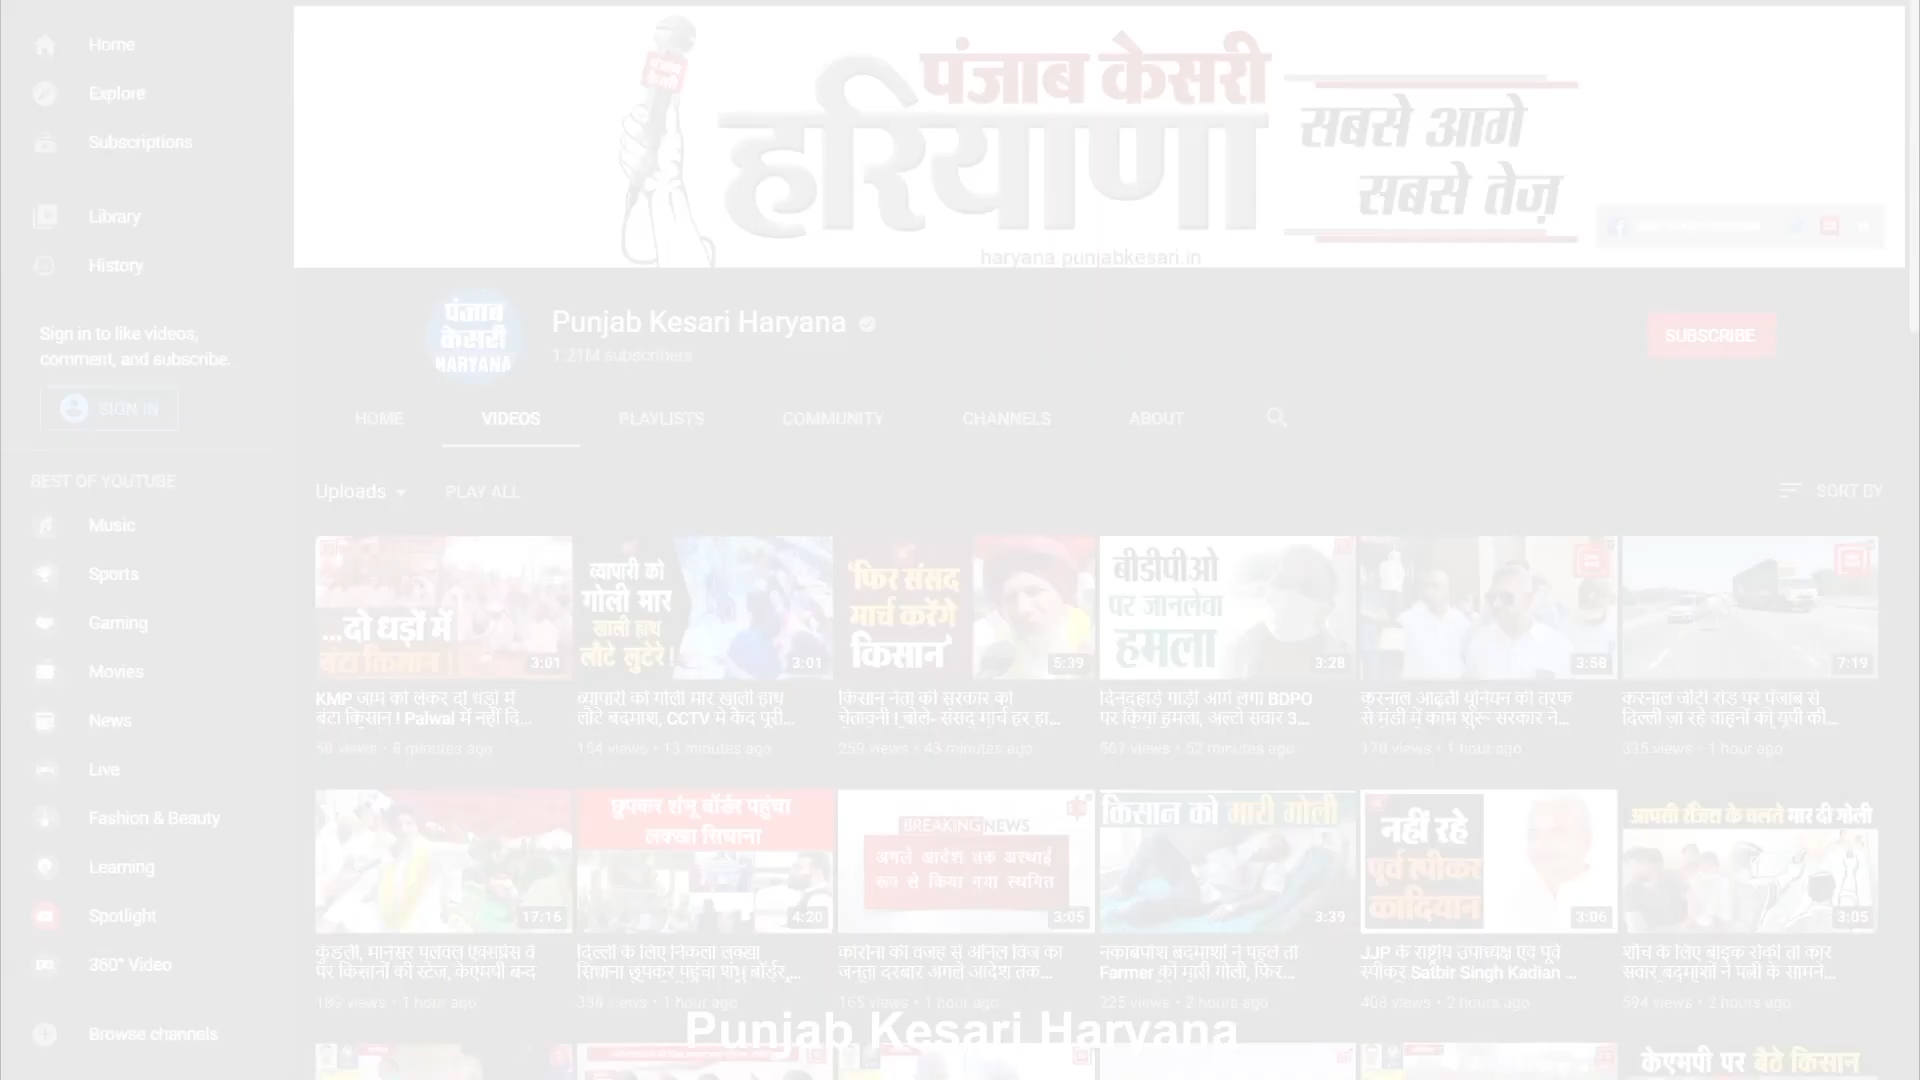 Home
Explore
Subscriptions
Library
History
Sign in to like videos,
comment, and subscribe.
SIGN IN
BEST OF YOUTUBE
Music
Sports
Gaming
Movies
News
Live
Fashion & Beauty
Learning
Spotlight
360° Video
Browse channels
पंजाब केसरी
हरियाणा
सबसे आगे
सबसे तेज़
haryana.punjabkesari.in
पंजाब
केसरी
HARYANA
Punjab Kesari Haryana
1.21M subscribers
SUBSCRIBE
HOME VIDEOS PLAYLISTS COMMUNITY CHANNELS ABOUT
Uploads PLAY ALL SORT BY
...दो धड़ों में
बंटा किसान !
3:01
व्यापारी को
गोली मार
खाली हाथ
लौटे लुटेरे !
3:01
'फिर संसद
मार्च करेंगे
किसान'
5:39
बीडीपीओ
पर जानलेवा
हमला
3:28
3:58
7:19
KMP जाम को लेकर दो धड़ों में
बंटा किसान ! Palwal में नहीं दि...
50 views • 8 minutes ago
व्यापारी को गोली मार खाली हाथ
लौटे बदमाश, CCTV में कैद पूरी...
154 views • 13 minutes ago
किसान नेता की सरकार को
चेतावनी ! बोले- संसद मार्च हर हा...
259 views • 43 minutes ago
दिनदहाड़े गाड़ी आगे लगा BDPO
पर किया हमला, अल्टो सवार 3...
567 views • 52 minutes ago
करनाल आढ़ती यूनियन की तरफ
से मंडी में काम शुरू सरकार ने...
170 views • 1 hour ago
करनाल जीटी रोड पर पंजाब से
दिल्ली जा रहे वाहनों को यूपी की...
335 views • 1 hour ago
17:16
छुपकर शंभू बॉर्डर पहुंचा
लक्खा सिधाना
4:20
BREAKING NEWS
अगले आदेश तक अस्थाई
रूप से किया गया स्थगित
3:05
किसान को मारी गोली
3:39
नहीं रहे
पूर्व स्पीकर
कादियान
3:06
आपसी रंजिश के चलते मार दी गोली
3:05
कुंडली, मानेसर पलवल एक्सप्रेस वे
पर किसानों की स्टेज, केएमपी बन्द
189 views • 1 hour ago
दिल्ली के लिए निकला लक्खा
सिधाना छुपकर पहुंचा शंभू बॉर्डर,...
336 views • 1 hour ago
कोरोना की वजह से अनिल विज का
जनता दरबार अगले आदेश तक...
165 views • 1 hour ago
नकाबपोश बदमाशों ने पहले तो
Farmer को मारी गोली, फिर...
225 views • 2 hours ago
JJP के राष्ट्रीय उपाध्यक्ष एवं पूर्व
स्पीकर Satbir Singh Kadian ...
408 views • 2 hours ago
शौच के लिए बाइक रोकी तो कार
सवार बदमाशों ने पत्नी के सामने...
594 views • 2 hours ago
केएमपी पर बैठे किसान
Punjab Kesari Haryana